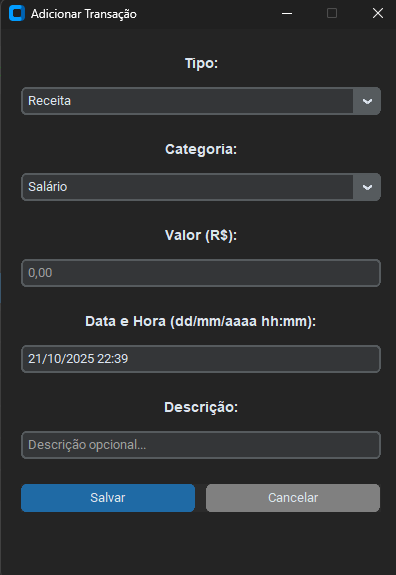 Adicionar Transação
Tipo:
Receita
Categoria:
Salário
Valor (R$):
0,00
Data e Hora (dd/mm/aaaa hh:mm):
21/10/2025 22:39
Descrição:
Descrição opcional...
Salvar
Cancelar